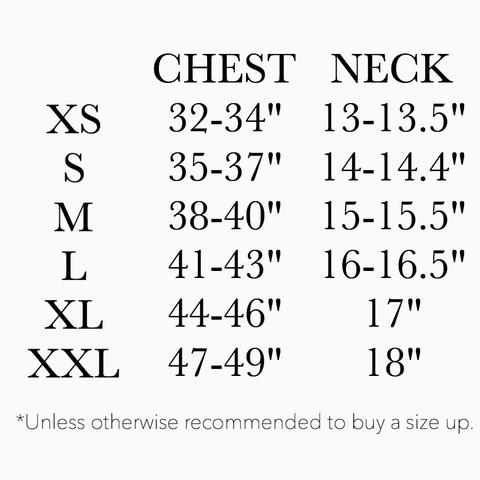 CHEST NECK
XS 32-34" 13-13.5"
S 35-37" 14-14.4"
M 38-40" 15-15.5"
L 41-43" 16-16.5"
XL 44-46" 17"
XXL 47-49" 18"
*Unless otherwise recommended to buy a size up.